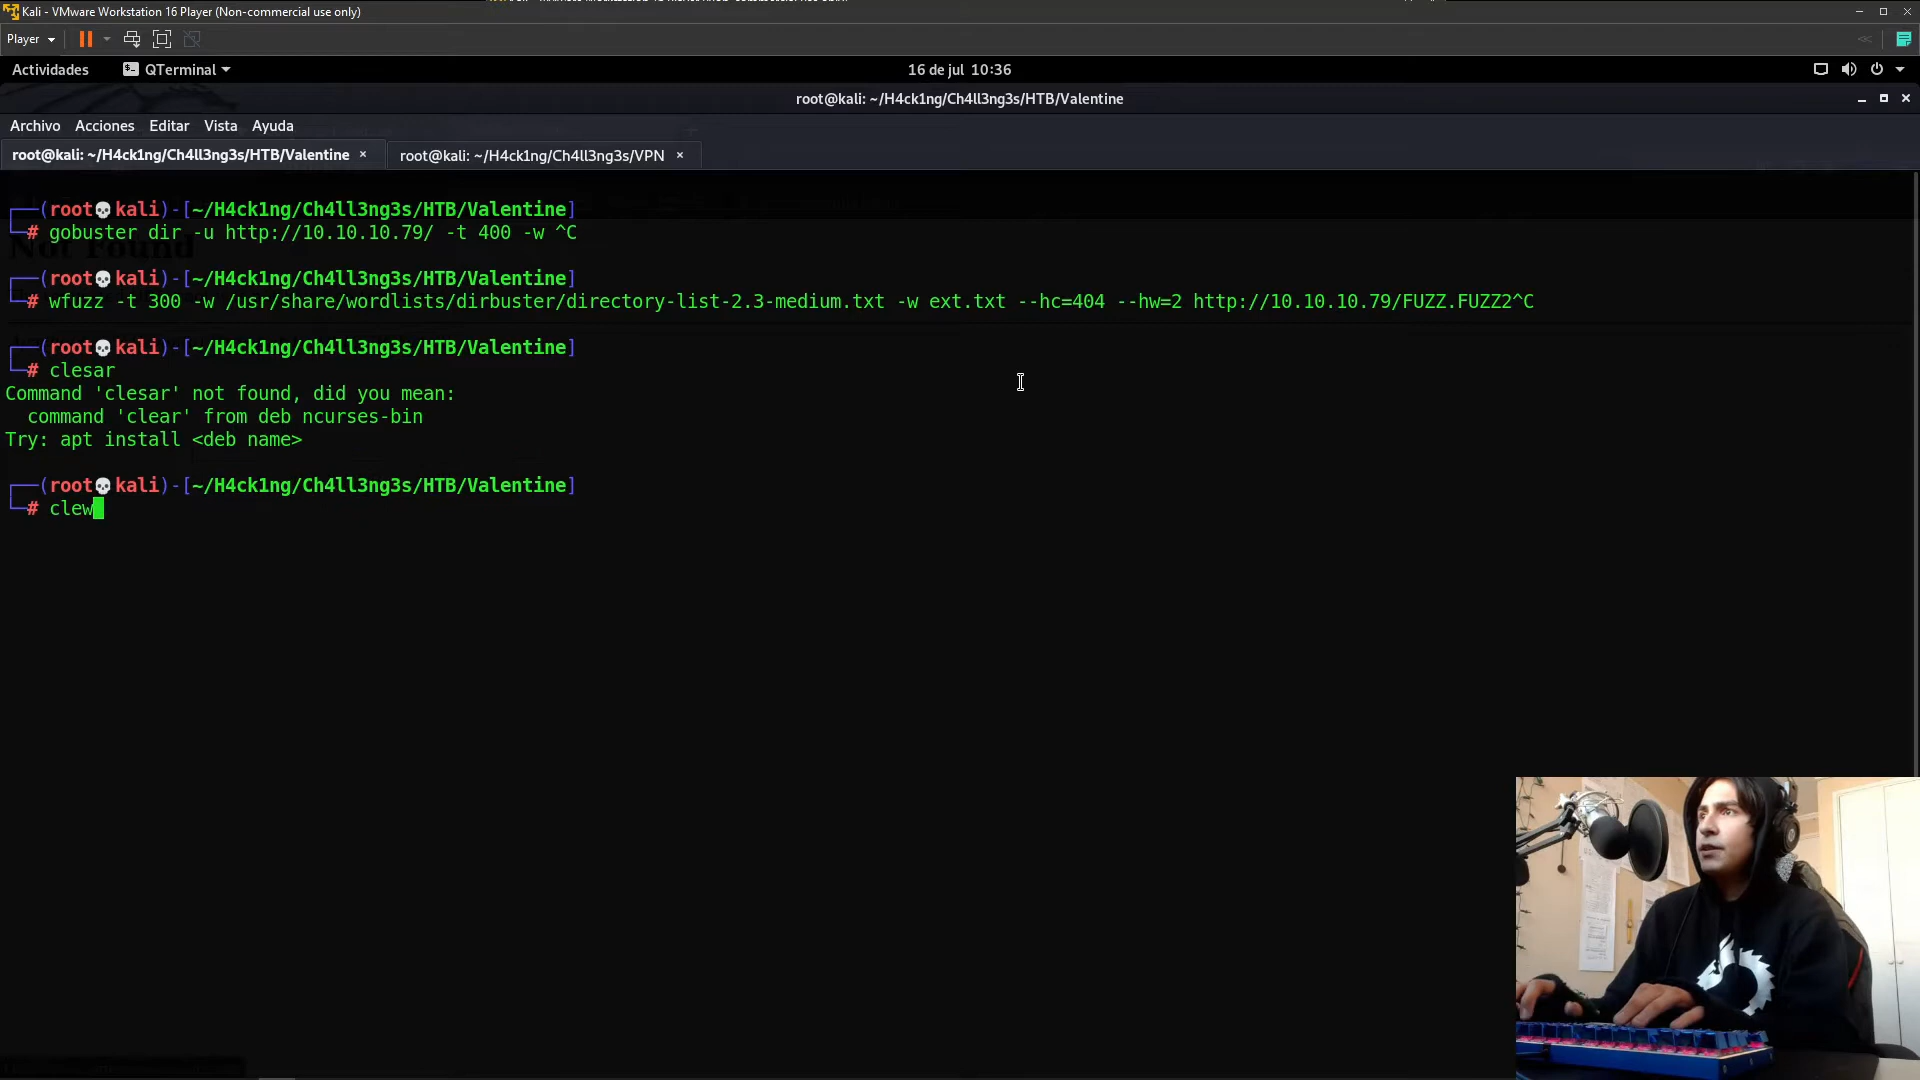 Kali - VMware Workstation 16 Player (Non-commercial use only)
Player
Actividades QTerminal 16 de jul 10:36
root@kali: ~/H4ck1ng/Ch4ll3ng3s/HTB/Valentine
Archivo Acciones Editar Vista Ayuda
root@kali: ~/H4ck1ng/Ch4ll3ng3s/HTB/Valentine × root@kali: ~/H4ck1ng/Ch4ll3ng3s/VPN ×
┌──(root💀kali)-[~/H4ck1ng/Ch4ll3ng3s/HTB/Valentine]
└─# gobuster dir -u http://10.10.10.79/ -t 400 -w ^C
Not Found
┌──(root💀kali)-[~/H4ck1ng/Ch4ll3ng3s/HTB/Valentine]
└─# wfuzz -t 300 -w /usr/share/wordlists/dirbuster/directory-list-2.3-medium.txt -w ext.txt --hc=404 --hw=2 http://10.10.10.79/FUZZ.FUZZ2^C
┌──(root💀kali)-[~/H4ck1ng/Ch4ll3ng3s/HTB/Valentine]
└─# clesar
Command 'clesar' not found, did you mean:
command 'clear' from deb ncurses-bin
Try: apt install <deb name>
┌──(root💀kali)-[~/H4ck1ng/Ch4ll3ng3s/HTB/Valentine]
└─# clew